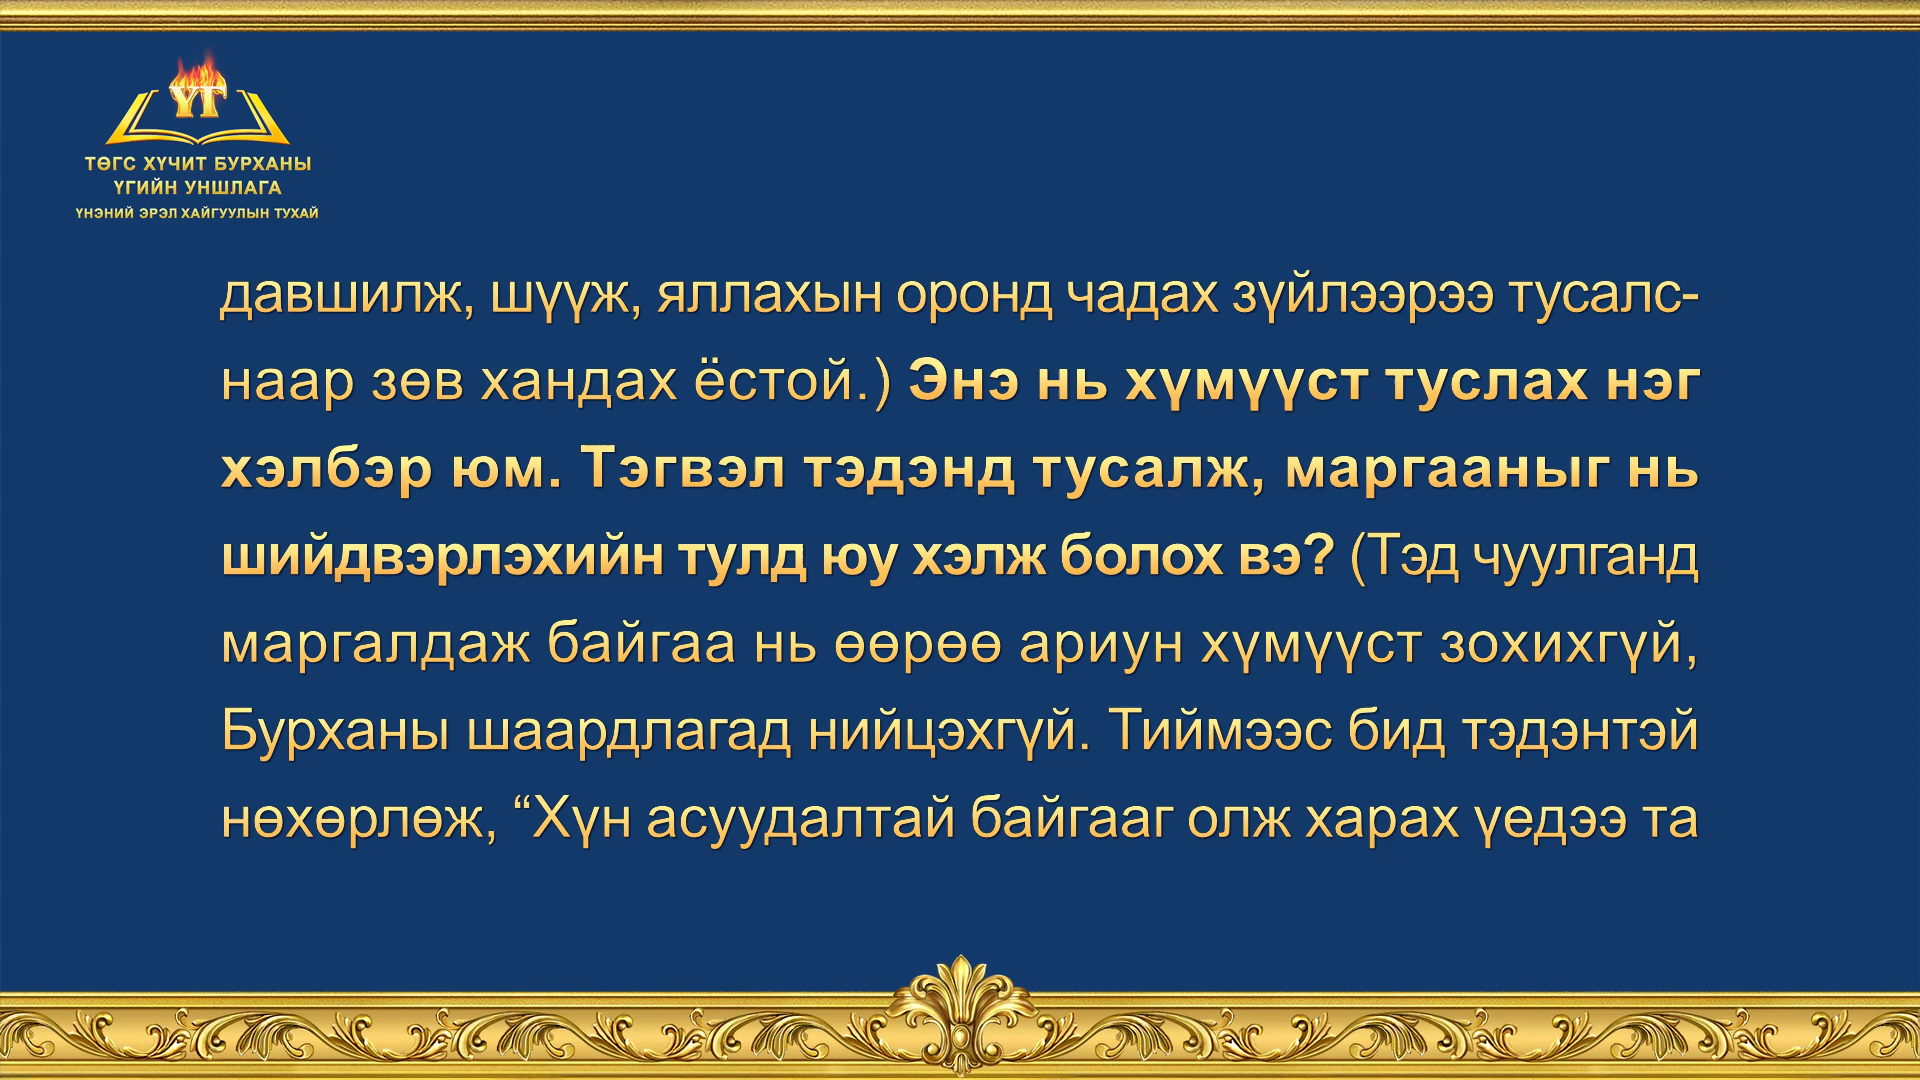 ҮГ
ТӨГС ХҮЧИТ БУРХАНЫ
ҮГИЙН УНШЛАГА
ҮНЭНИЙ ЭРЭЛ ХАЙГУУЛЫН ТУХАЙ
давшилж, шүүж, яллахын оронд чадах зүйлээрээ тусалс-
наар зөв хандах ёстой.) Энэ нь хүмүүст туслах нэг
хэлбэр юм. Тэгвэл тэдэнд тусалж, маргааныг нь
шийдвэрлэхийн тулд юу хэлж болох вэ? (Тэд чуулганд
маргалдаж байгаа нь өөрөө ариун хүмүүст зохихгүй,
Бурханы шаардлагад нийцэхгүй. Тиймээс бид тэдэнтэй
нөхөрлөж, “Хүн асуудалтай байгааг олж харах үедээ та